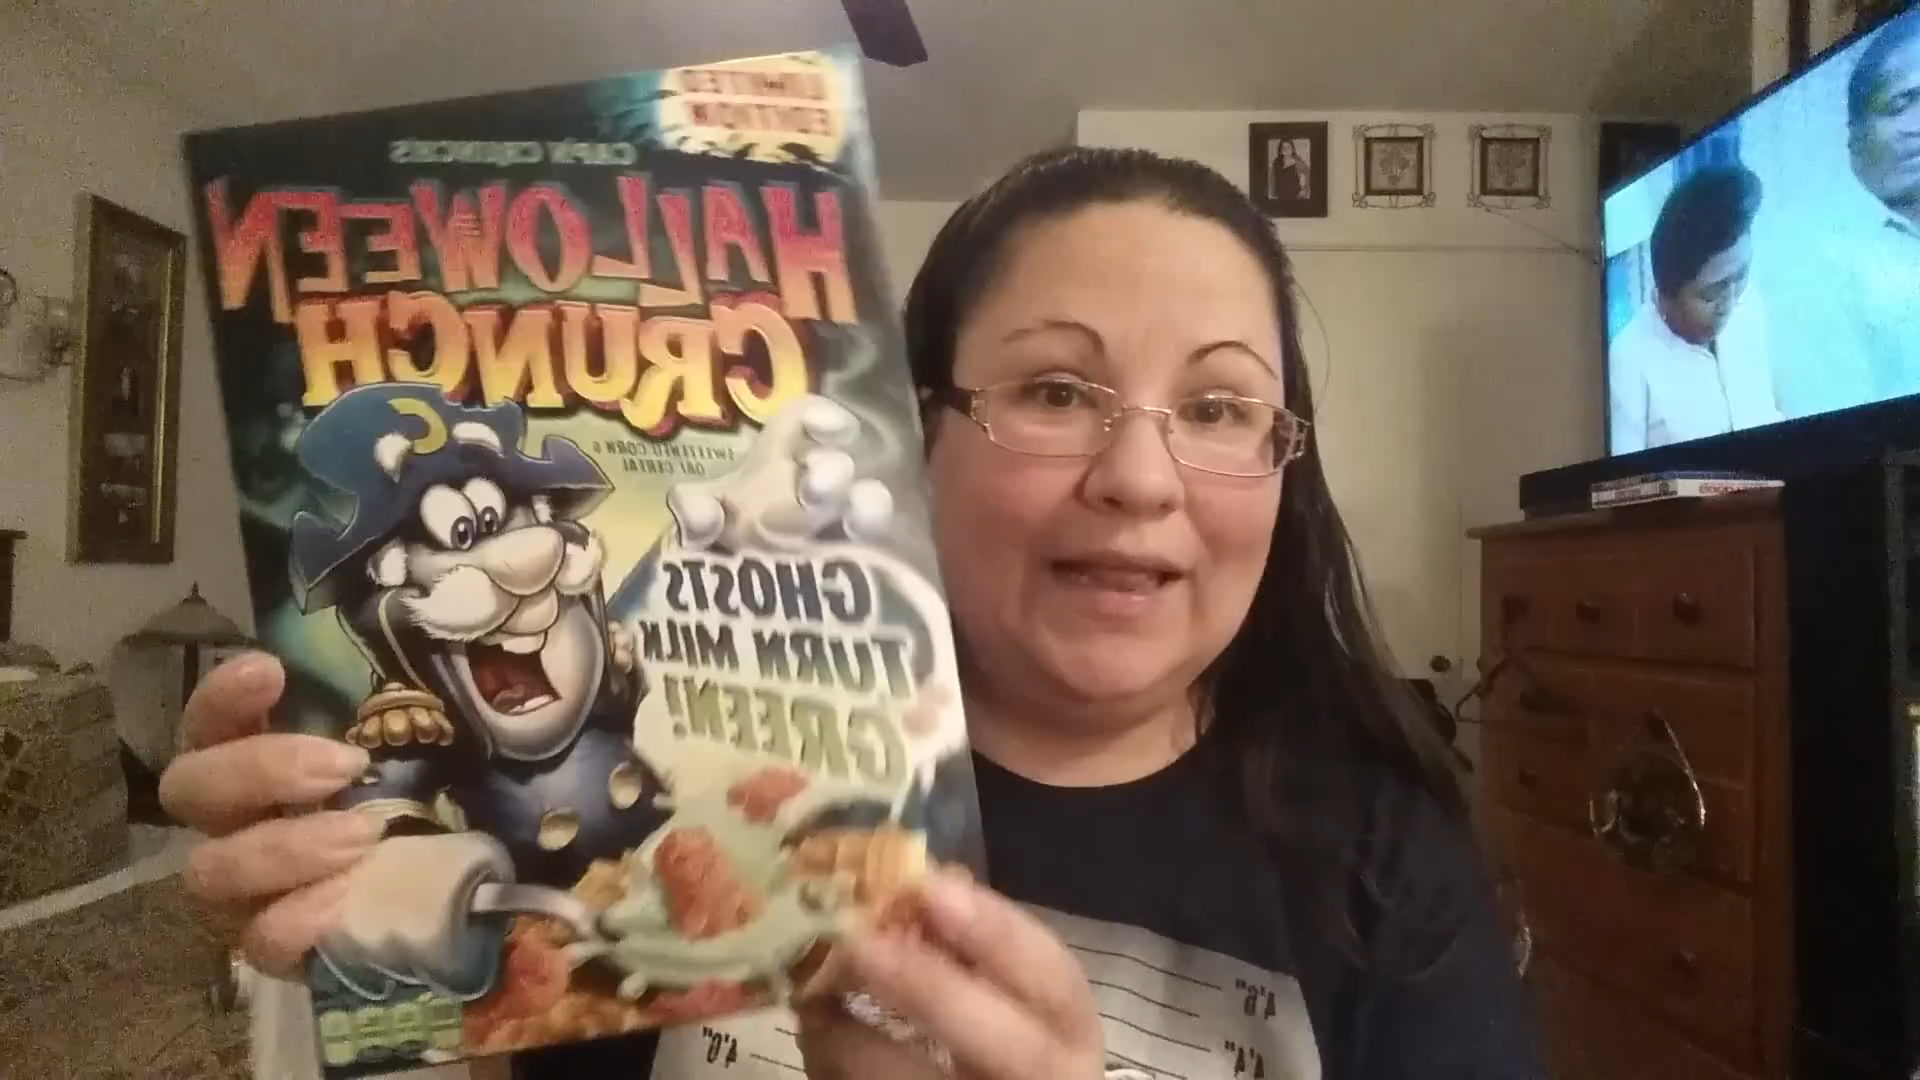 LIMITED
EDITION
CAP'N CRUNCH'S
HALLOWEEN
CRUNCH
SWEETENED CORN &
OAT CEREAL
GHOSTS
TURN MILK
GREEN!
4'6"
4'4"
4'0"